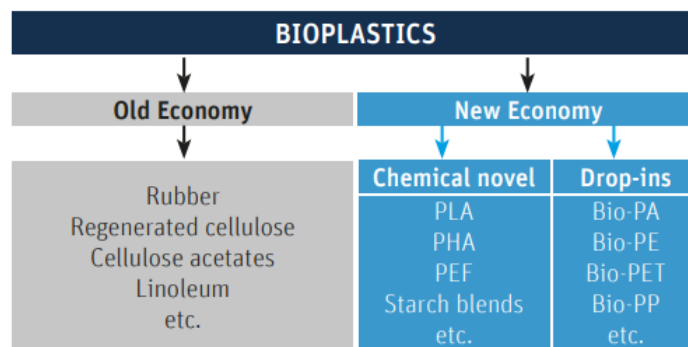 BIOPLASTICS
Old Economy
New Economy
Rubber
Regenerated cellulose
Cellulose acetates
Linoleum
etc.
Chemical novel
PLA
PHA
PEF
Starch blends
etc.
Drop-ins
Bio-PA
Bio-PE
Bio-PET
Bio-PP
etc.